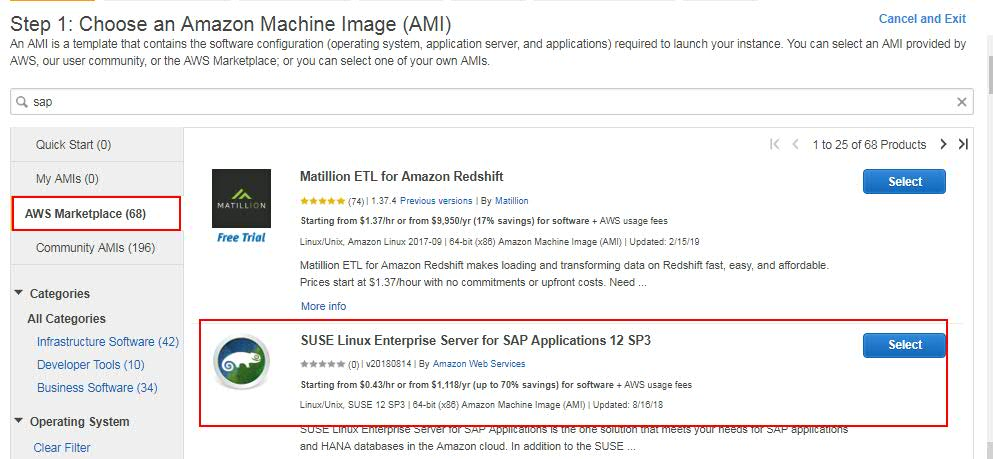 Step 1: Choose an Amazon Machine Image (AMI)
Cancel and Exit
An AMI is a template that contains the software configuration (operating system, application server, and applications) required to launch your instance. You can select an AMI provided by
AWS, our user community, or the AWS Marketplace; or you can select one of your own AMIs.
sap
Quick Start (0)
My AMIs (0)
AWS Marketplace (68)
Community AMIs (196)
Categories
All Categories
Infrastructure Software (42)
Developer Tools (10)
Business Software (34)
Operating System
Clear Filter
1 to 25 of 68 Products
MATILLION
Free Trial
Matillion ETL for Amazon Redshift
Select
(74) | 1.37.4 Previous versions | By Matillion
Starting from $1.37/hr or from $9,950/yr (17% savings) for software + AWS usage fees
Linux/Unix, Amazon Linux 2017-09 | 64-bit (x86) Amazon Machine Image (AMI) | Updated: 2/15/19
Matillion ETL for Amazon Redshift makes loading and transforming data on Redshift fast, easy, and affordable.
Prices start at $1.37/hour with no commitments or upfront costs. Need ...
More info
SUSE Linux Enterprise Server for SAP Applications 12 SP3
Select
(0) | v20180814 | By Amazon Web Services
Starting from $0.43/hr or from $1,118/yr (up to 70% savings) for software + AWS usage fees
Linux/Unix, SUSE 12 SP3 | 64-bit (x86) Amazon Machine Image (AMI) | Updated: 8/16/18
SUSE Linux Enterprise Server for SAP Applications is the one solution that meets your needs for SAP applications
and HANA databases in the Amazon cloud. In addition to the SUSE ...